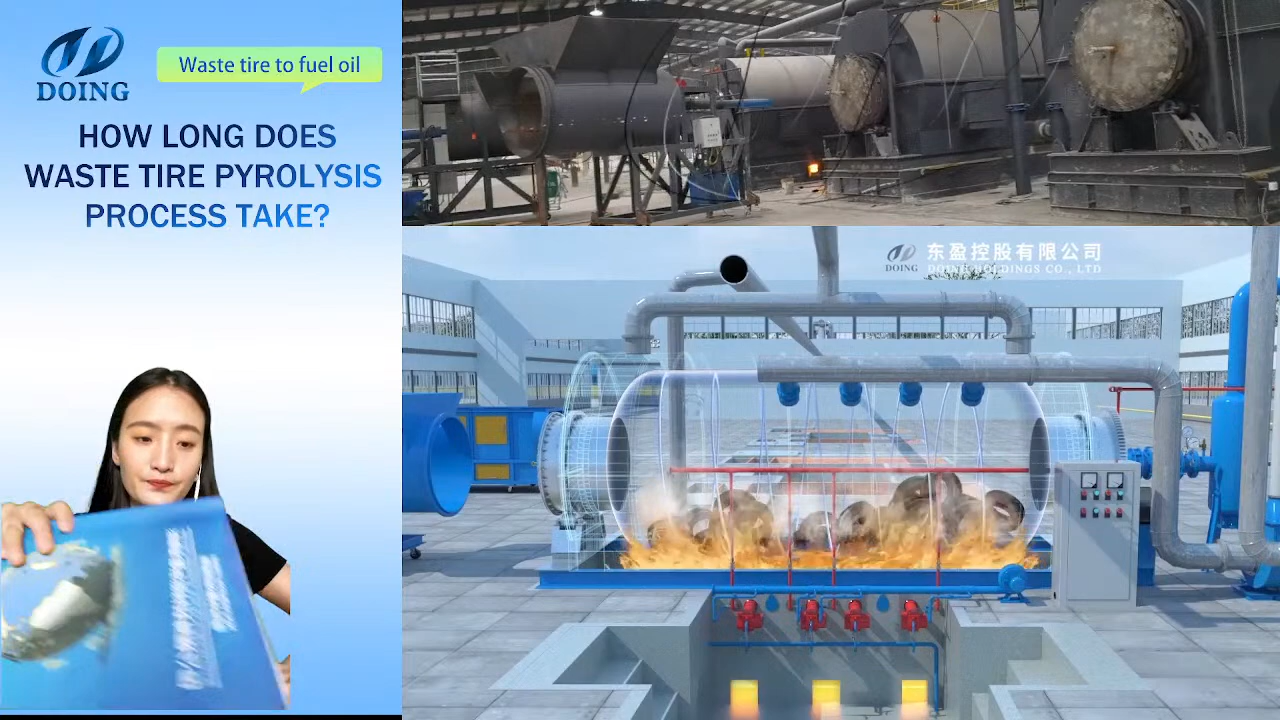 DOING
Waste tire to fuel oil
HOW LONG DOES
WASTE TIRE PYROLYSIS
PROCESS TAKE?
DOING
东盈控股有限公司
DOING HOLDINGS CO., LTD